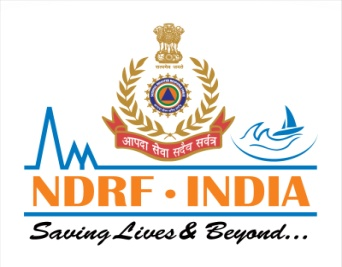 आपदा सेवा सदैव सर्वत्र
NDRF · INDIA
Saving Lives & Beyond...